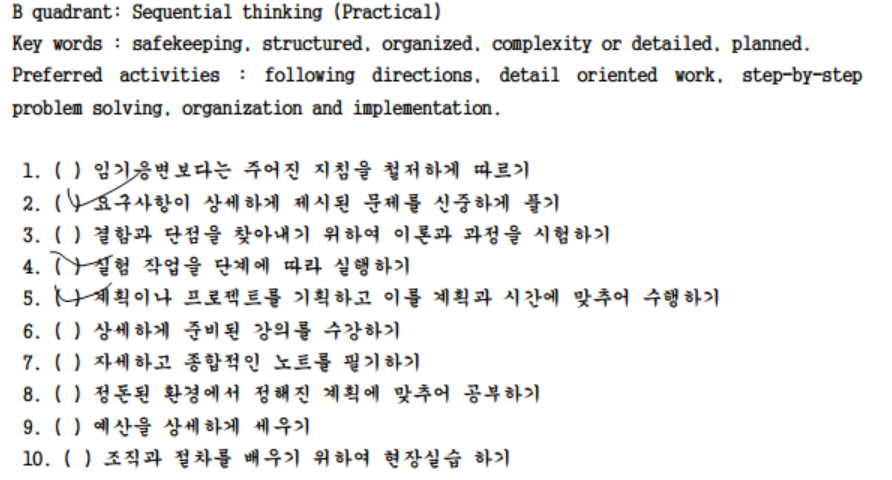 B quadrant: Sequential thinking (Practical)
Key words : safekeeping, structured, organized, complexity or detailed, planned.
Preferred activities : following directions, detail oriented work, step-by-step
problem solving, organization and implementation.
1. ( ) 임기응변보다는 주어진 지침을 철저하게 따르기
2. ( ) 요구사항이 상세하게 제시된 문제를 신중하게 풀기
3. ( ) 결함과 단점을 찾아내기 위하여 이론과 과정을 시험하기
4. ( ) 실험 작업을 단계에 따라 실행하기
5. ( ) 계획이나 프로젝트를 기획하고 이를 계획과 시간에 맞추어 수행하기
6. ( ) 상세하게 준비된 강의를 수강하기
7. ( ) 자세하고 종합적인 노트를 필기하기
8. ( ) 정돈된 환경에서 정해진 계획에 맞추어 공부하기
9. ( ) 예산을 상세하게 세우기
10. ( ) 조직과 절차를 배우기 위하여 현장실습 하기